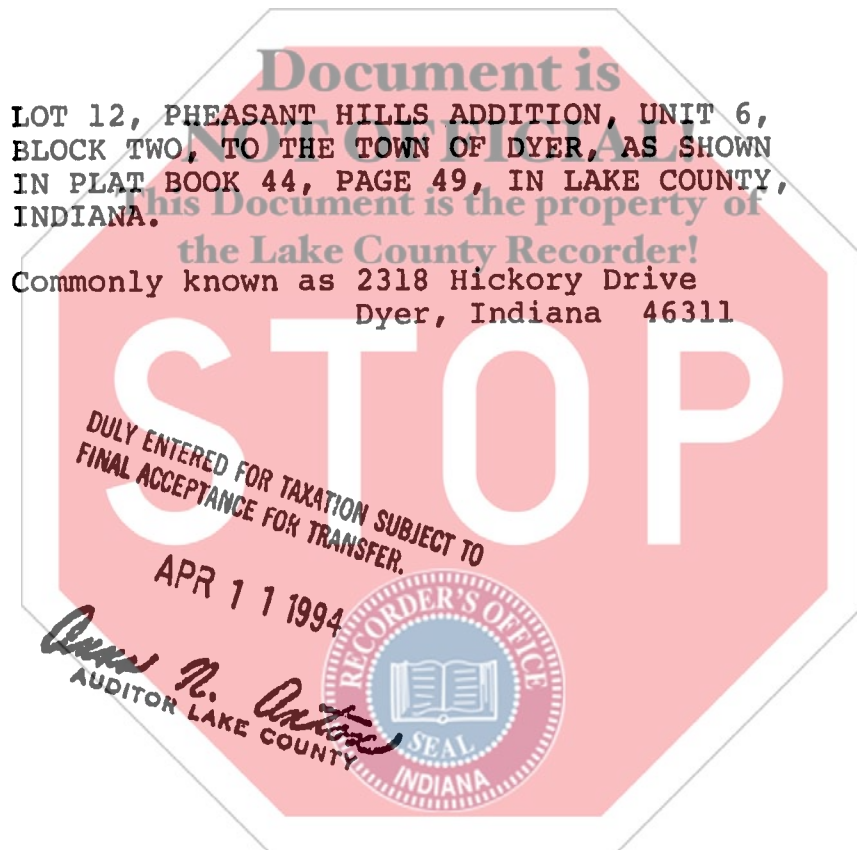 Document is
NOT OFFICIAL!
This Document is the property of
the Lake County Recorder!
LOT 12, PHEASANT HILLS ADDITION, UNIT 6,
BLOCK TWO, TO THE TOWN OF DYER, AS SHOWN
IN PLAT BOOK 44, PAGE 49, IN LAKE COUNTY,
INDIANA.
Commonly known as 2318 Hickory Drive
Dyer, Indiana 46311
STOP
DULY ENTERED FOR TAXATION SUBJECT TO
FINAL ACCEPTANCE FOR TRANSFER.
APR 11 1994
Anna N. Anton
AUDITOR LAKE COUNTY
RECORDER'S OFFICE
SEAL
INDIANA